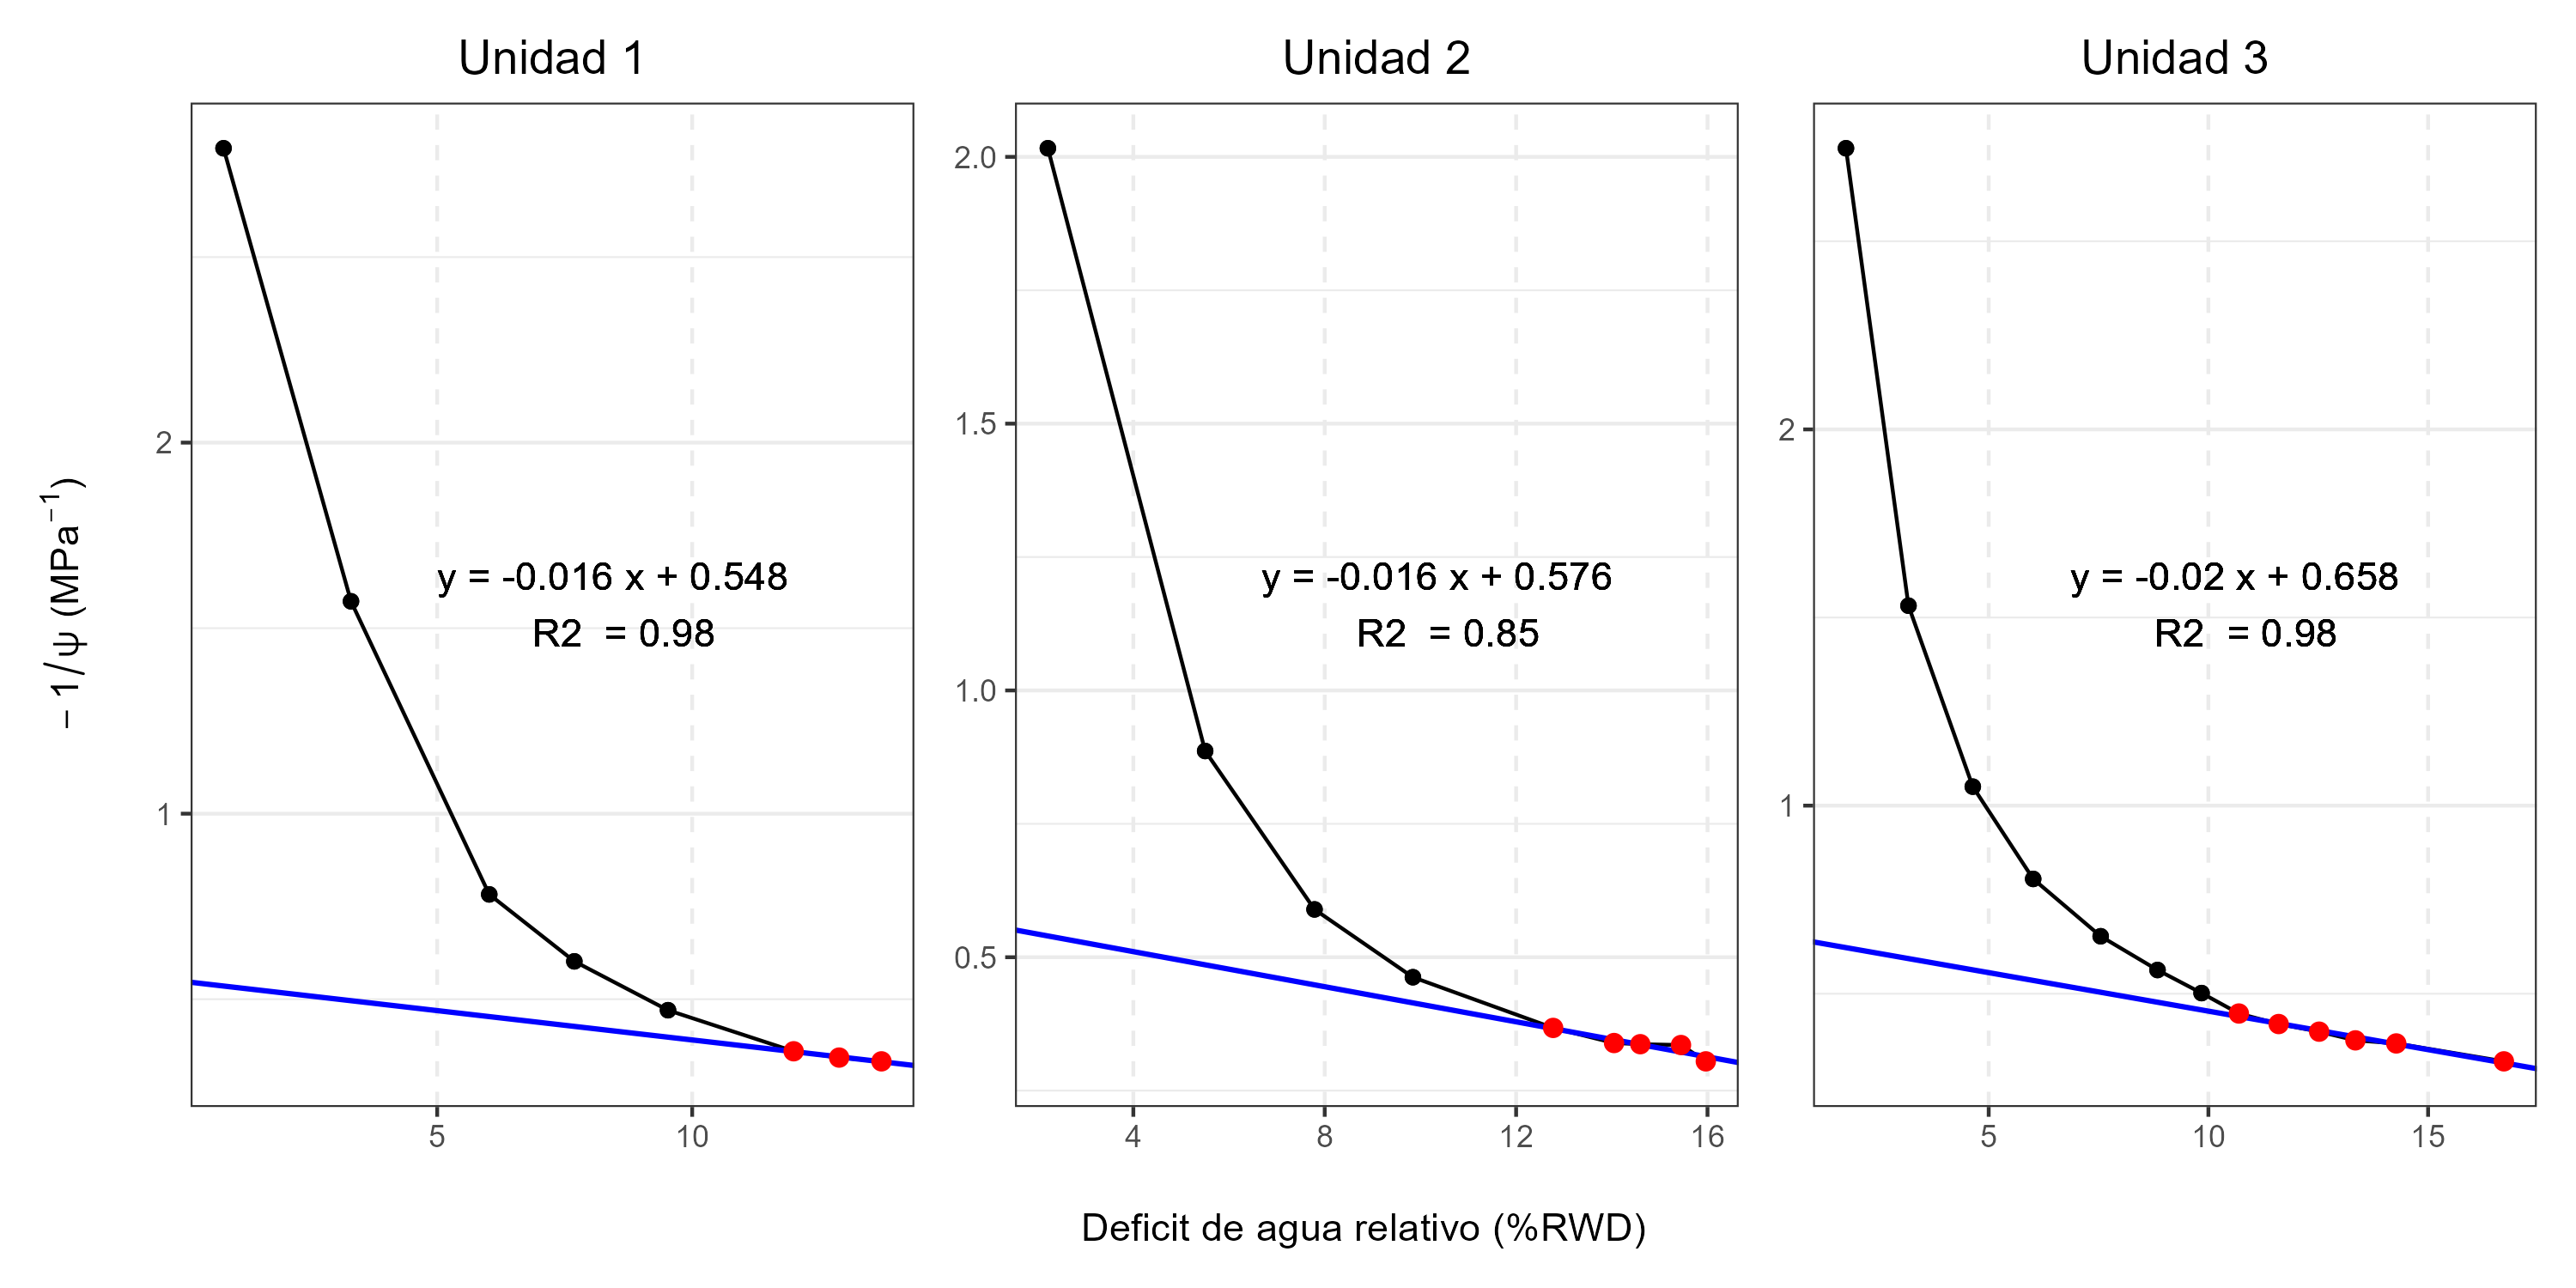 Unidad 1
Unidad 2
Unidad 3
− 1/ψ (MPa⁻¹)
2
1
y = -0.016 x + 0.548
R2 = 0.98
5 10
2.0
1.5
1.0
0.5
y = -0.016 x + 0.576
R2 = 0.85
4 8 12 16
2
1
y = -0.02 x + 0.658
R2 = 0.98
5 10 15
Deficit de agua relativo (%RWD)